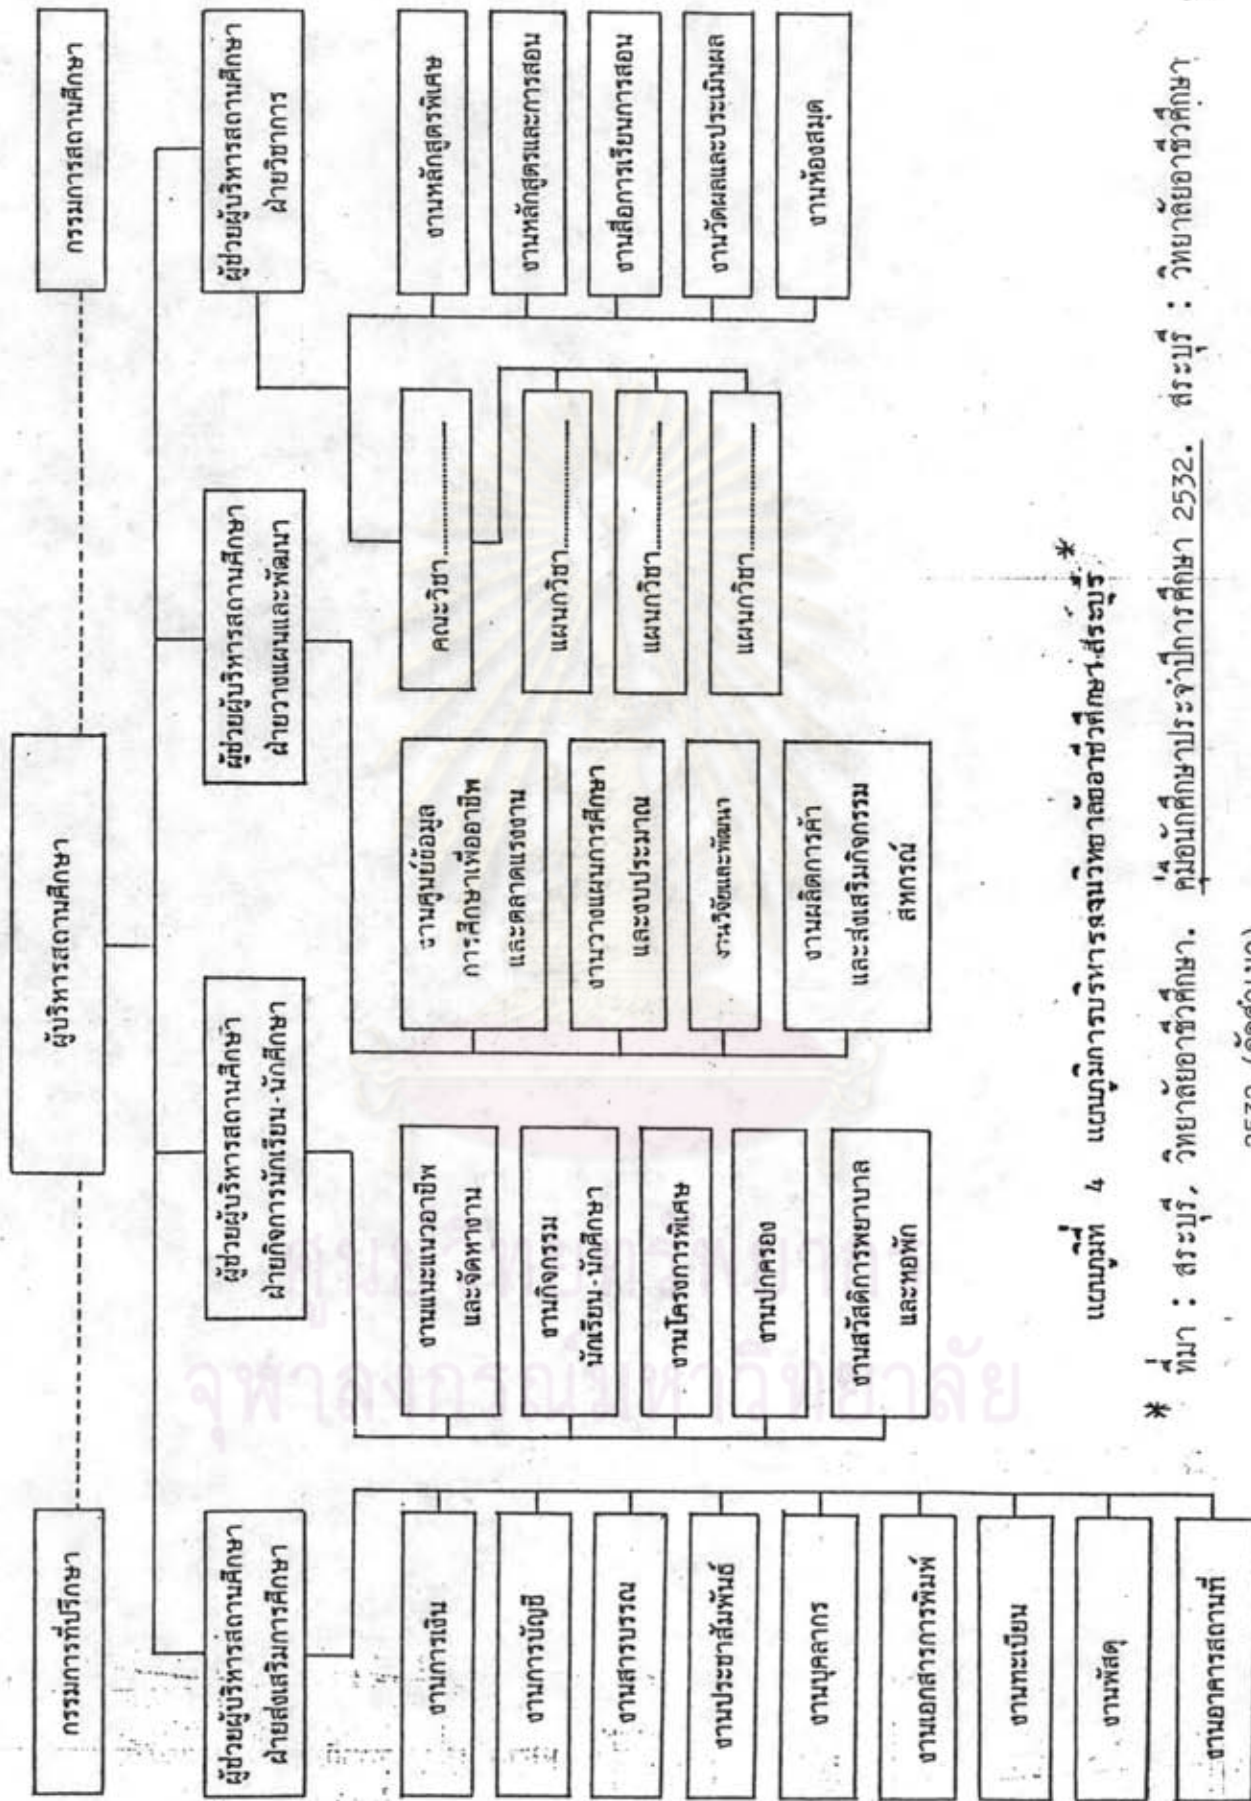 ผู้บริหารสถานศึกษา
กรรมการที่ปรึกษา
กรรมการสถานศึกษา
ผู้ช่วยผู้บริหารสถานศึกษา
ฝ่ายส่งเสริมการศึกษา
ผู้ช่วยผู้บริหารสถานศึกษา
ฝ่ายกิจการนักเรียน-นักศึกษา
ผู้ช่วยผู้บริหารสถานศึกษา
ฝ่ายวางแผนและพัฒนา
ผู้ช่วยผู้บริหารสถานศึกษา
ฝ่ายวิชาการ
งานการเงิน
งานการบัญชี
งานสารบรรณ
งานประชาสัมพันธ์
งานบุคลากร
งานเอกสารการพิมพ์
งานทะเบียน
งานพัสดุ
งานอาคารสถานที่
งานแนะแนวอาชีพ
และจัดหางาน
งานกิจกรรม
นักเรียน-นักศึกษา
งานโครงการพิเศษ
งานปกครอง
งานสวัสดิการพยาบาล
และหอพัก
งานศูนย์ข้อมูล
การศึกษาเพื่ออาชีพ
และตลาดแรงงาน
งานวางแผนการศึกษา
และงบประมาณ
งานวิจัยและพัฒนา
งานผลิตการค้า
และส่งเสริมกิจกรรม
สหกรณ์
คณะวิชา....................
แผนกวิชา....................
แผนกวิชา....................
แผนกวิชา....................
งานหลักสูตรพิเศษ
งานหลักสูตรและการสอน
งานสื่อการเรียนการสอน
งานวัดผลและประเมินผล
งานห้องสมุด
แผนภูมิที่ 4 แผนภูมิการบริหารงานวิทยาลัยอาชีวศึกษาสระบุรี *
* ที่มา : สระบุรี, วิทยาลัยอาชีวศึกษา. คู่มือนักศึกษาประจำปีการศึกษา 2532. สระบุรี : วิทยาลัยอาชีวศึกษา,
ศูนย์วิทยทรัพยากร
จุฬาลงกรณ์มหาวิทยาลัย